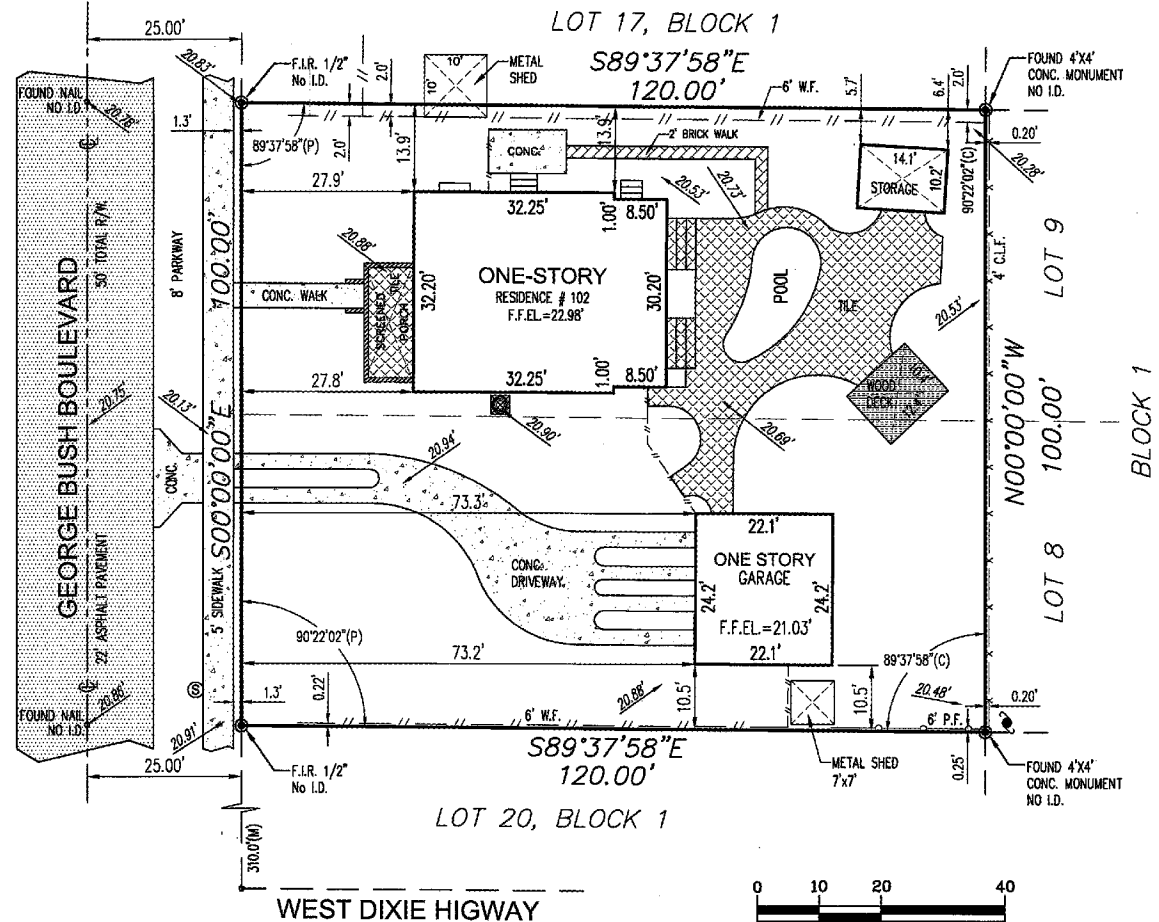 LOT 17, BLOCK 1
S89°37'58"E
120.00'
25.00'
20.83'
F.I.R. 1/2"
No I.D.
2.0'
10'
10'
METAL
SHED
6' W.F.
5.7'
6.4'
2.0'
FOUND 4'X4'
CONC. MONUMENT
NO I.D.
FOUND NAIL
NO I.D.
20.78'
1.3'
89°37'58"(P)
2.0'
13.9'
13.9'
CONC.
2' BRICK WALK
14.1'
10.2'
STORAGE
90°22'02"(C)
0.20'
20.28'
27.9'
32.25'
1.00'
8.50'
20.53'
20.73'
50' TOTAL R/W
GEORGE BUSH BOULEVARD
8' PARKWAY
100.00'
S00°00'00"E
20.88'
CONC. WALK
SCREENED
PORCH
TILE
32.20'
ONE-STORY
RESIDENCE # 102
F.F.EL.=22.98'
30.20'
POOL
TILE
4' C.L.F.
20.53'
LOT 9
27.8'
32.25'
1.00'
8.50'
WOOD
DECK
N00°00'00"W
100.00'
BLOCK 1
20.75'
20.13'
20.90'
20.69'
20.94'
CONC.
73.3'
22.1'
CONC.
DRIVEWAY
24.2'
ONE STORY
GARAGE
24.2'
F.F.EL.=21.03'
22.1'
LOT 8
22' ASPHALT PAVEMENT
5' SIDEWALK
90°22'02"(P)
73.2'
89°37'58"(C)
FOUND NAIL
NO I.D.
20.86'
S
1.3'
0.22'
20.88'
10.5'
10.5'
20.48'
0.20'
20.91'
6' W.F.
6' P.F.
S89°37'58"E
120.00'
0.25'
25.00'
F.I.R. 1/2"
No I.D.
METAL SHED
7'x7'
FOUND 4'X4'
CONC. MONUMENT
NO I.D.
LOT 20, BLOCK 1
310.0'(M)
WEST DIXIE HIGWAY
0 10 20 40